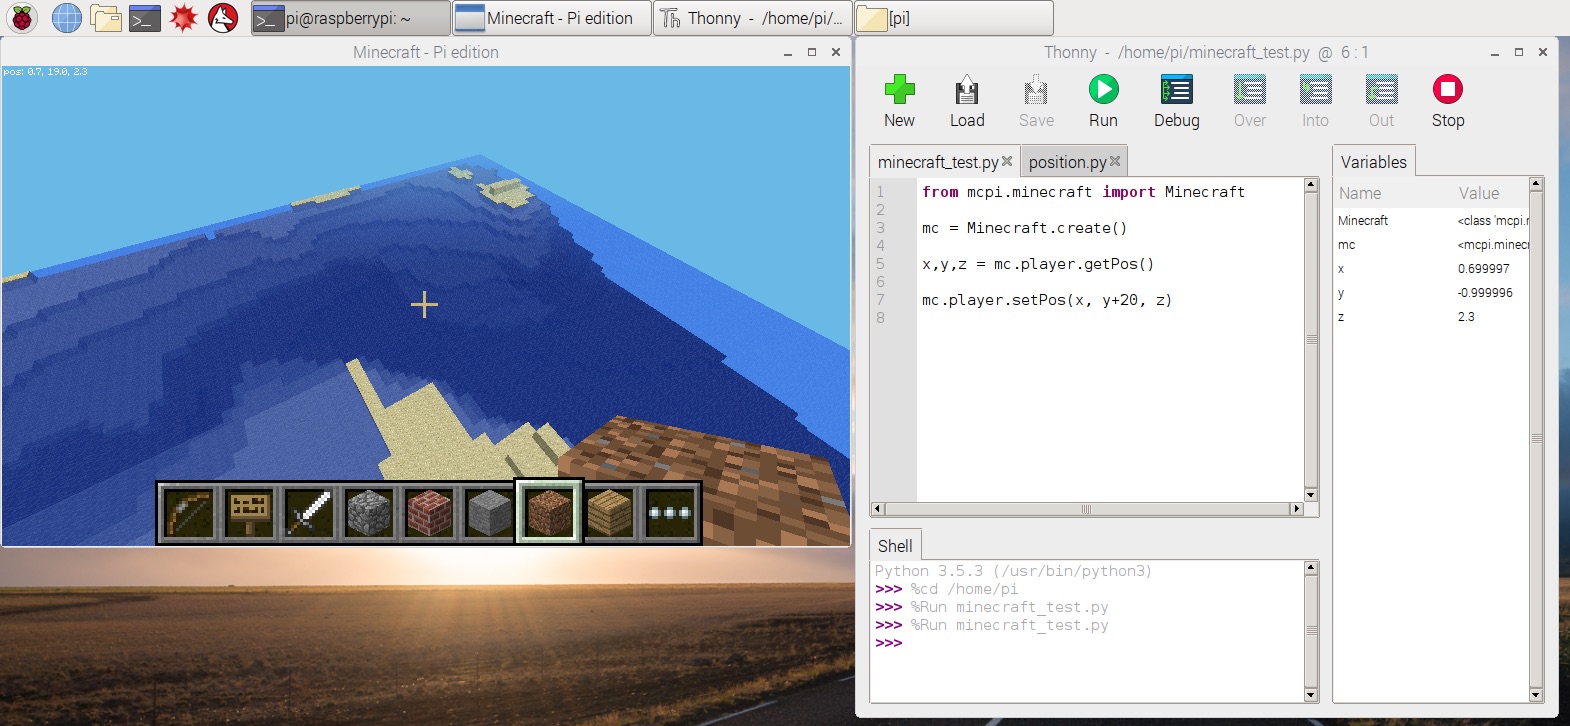 pi@raspberrypi: ~
Minecraft - Pi edition
Thonny  -  /home/pi/...
[pi]
Minecraft - Pi edition
pos: 0.7, 19.0, 2.3
Thonny  -  /home/pi/minecraft_test.py  @  6 : 1
New
Load
Save
Run
Debug
Over
Into
Out
Stop
minecraft_test.py
position.py
1 from mcpi.minecraft import Minecraft
2
3 mc = Minecraft.create()
4
5 x,y,z = mc.player.getPos()
6
7 mc.player.setPos(x, y+20, z)
8
Shell
Python 3.5.3 (/usr/bin/python3)
>>> %cd /home/pi
>>> %Run minecraft_test.py
>>> %Run minecraft_test.py
>>>
Variables
Name Value
Minecraft <class 'mcpi.r
mc <mcpi.minecr
x 0.699997
y -0.999996
z 2.3